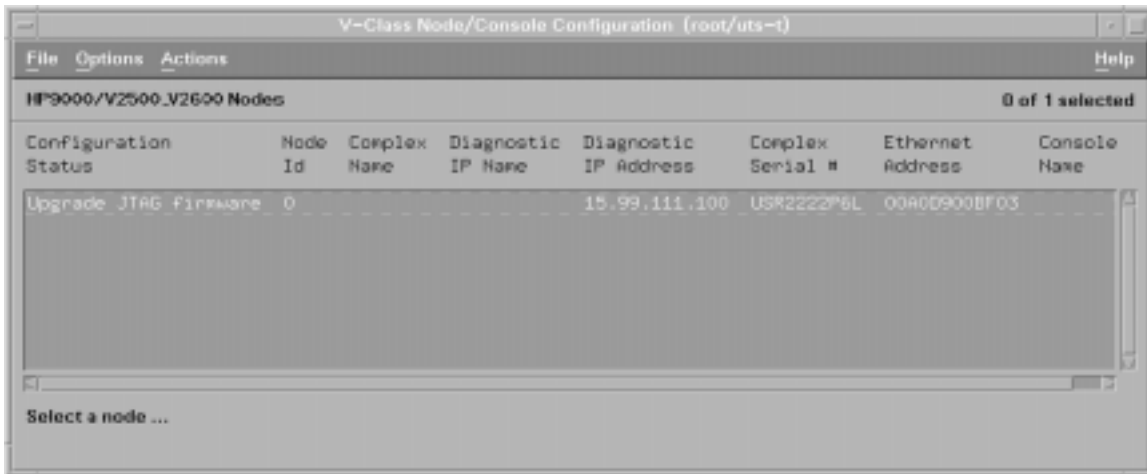 V-Class Node/Console Configuration (root/uts-t)
File Options Actions Help
HP9000/V2500_V2600 Nodes 0 of 1 selected
Configuration Node Complex Diagnostic Diagnostic Complex Ethernet Console
Status Id Name IP Name IP Address Serial # Address Name
Upgrade JTAG firmware 0 15.99.111.100 USR2222P6L 00A0D900BF03
Select a node ...